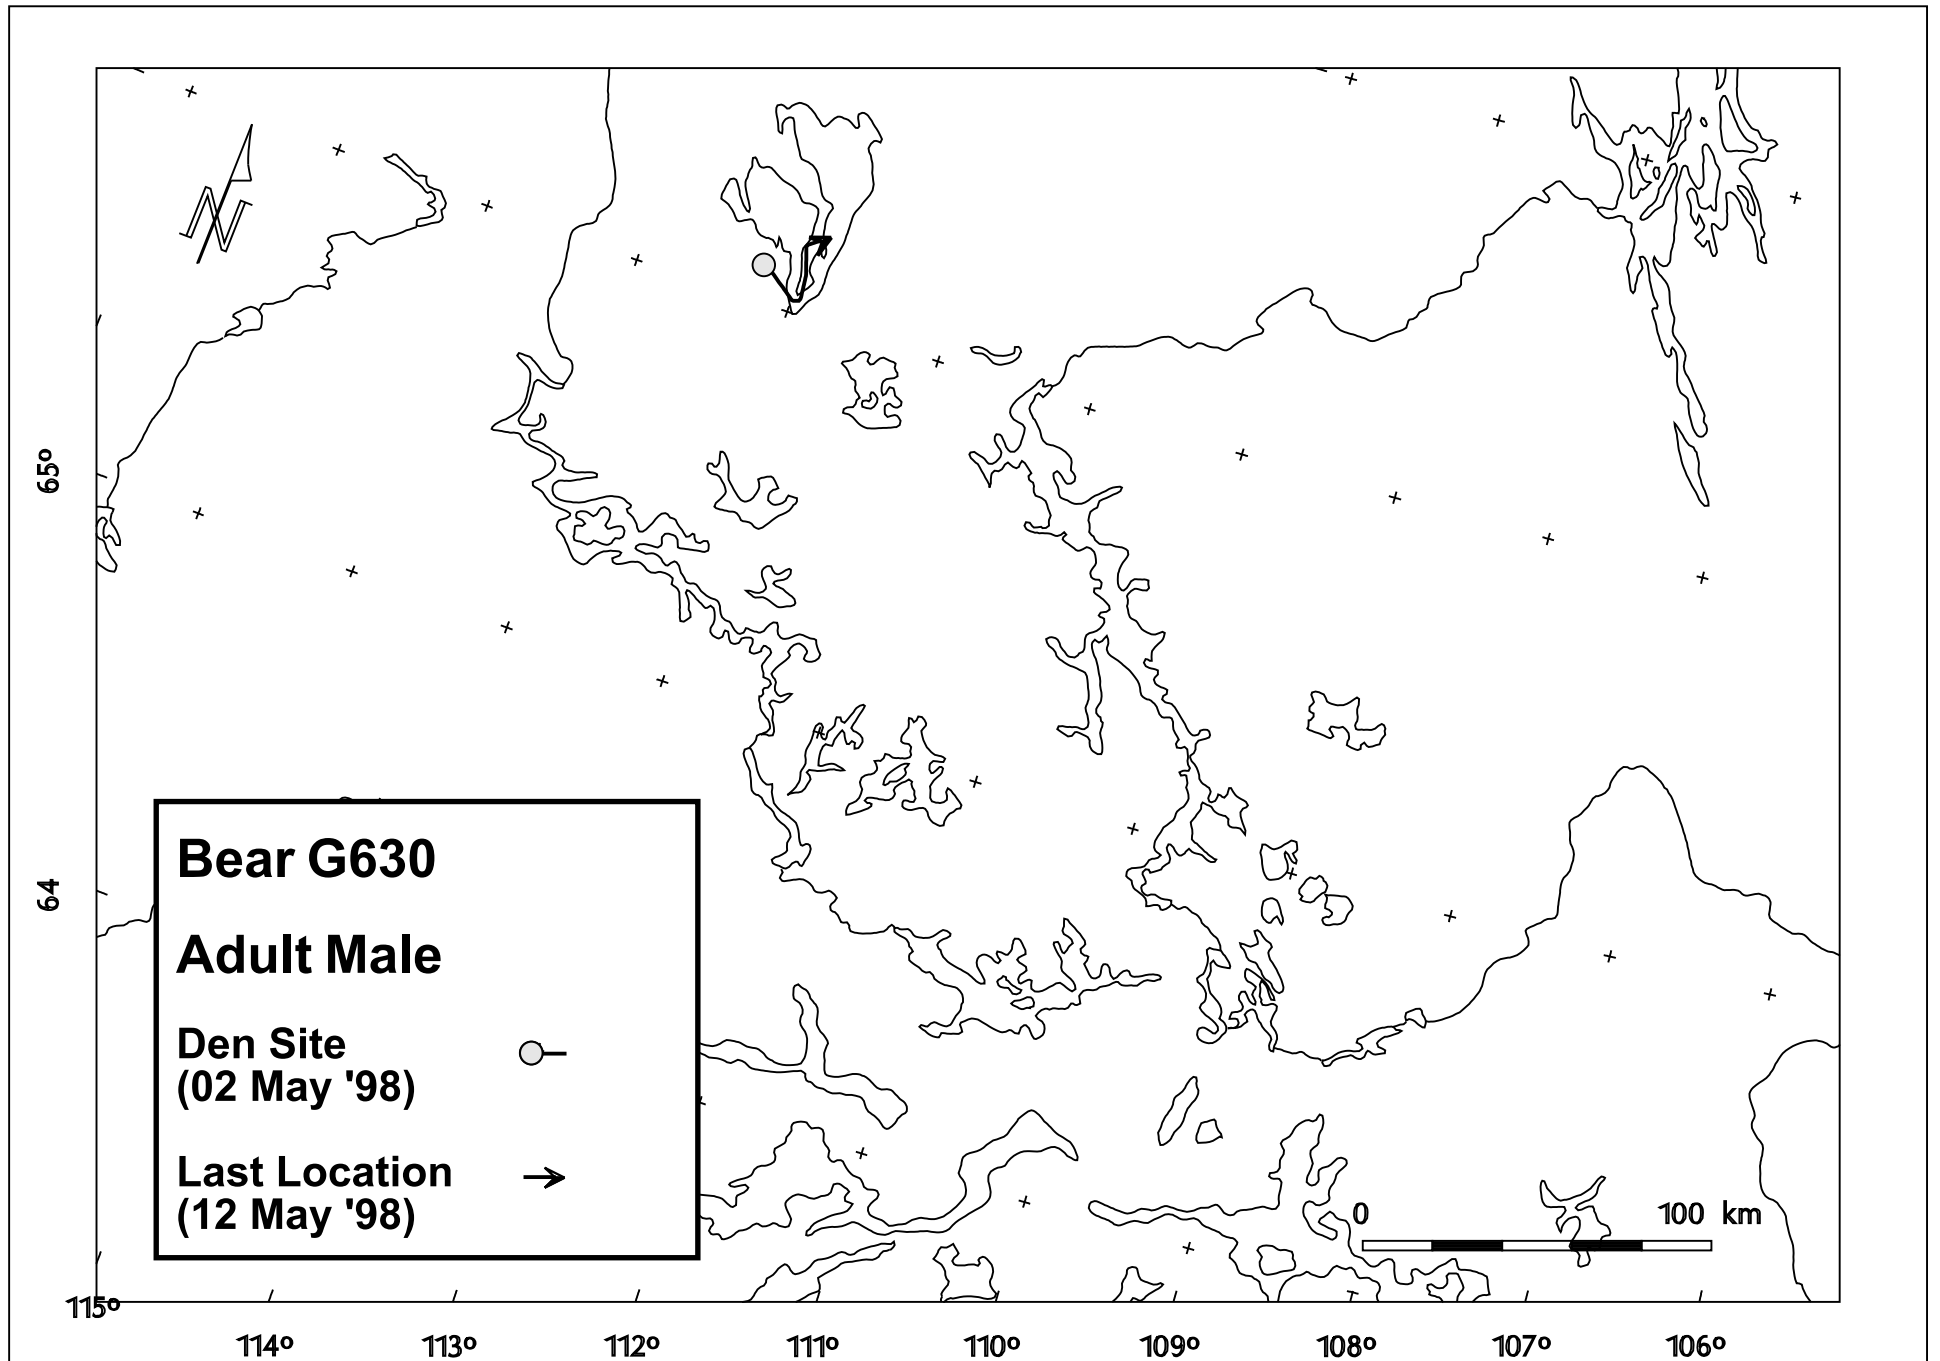 N
65º
64
Bear G630
Adult Male
Den Site
(02 May '98)
Last Location
(12 May '98)
0 100 km
115º
114º 113º 112º 111º 110º 109º 108º 107º 106º